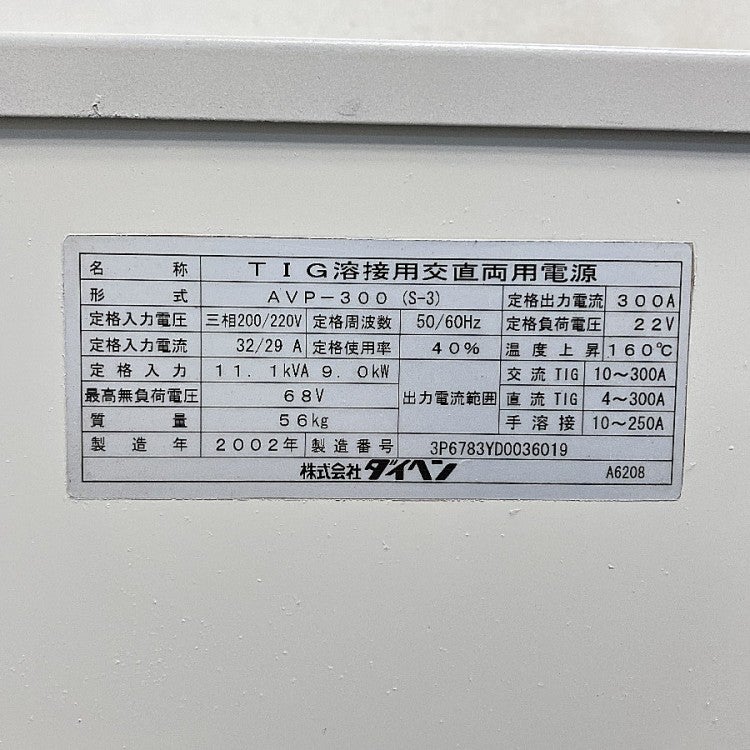 名称 TIG溶接用交直両用電源
形式 AVP-300 (S-3) 定格出力電流 300A
定格入力電圧 三相200/220V 定格周波数 50/60Hz 定格負荷電圧 22V
定格入力電流 32/29 A 定格使用率 40% 温度上昇 160℃
定格入力 11.1kVA 9.0kW 出力電流範囲 交流TIG 10～300A
最高無負荷電圧 68V 直流TIG 4～300A
質量 56kg 手溶接 10～250A
製造年 2002年 製造番号 3P6783YD0036019
株式会社ダイヘン A6208